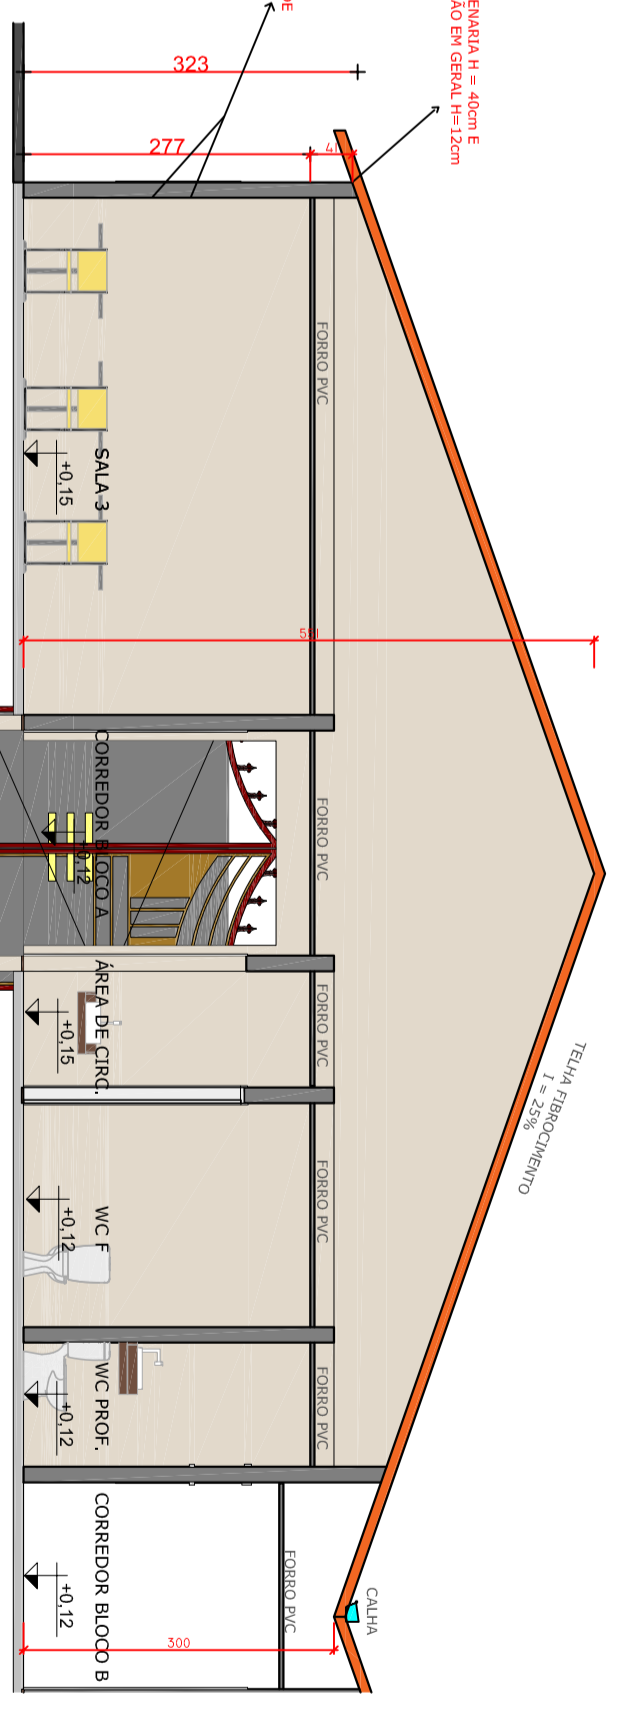 ENARIA H = 40cm E
ÃO EM GERAL H=12cm
DE
323
277
41
551
FORRO PVC
SALA 3
+0,15
FORRO PVC
CORREDOR BLOCO A
+0,12
FORRO PVC
ÁREA DE CIRC.
+0,15
TELHA FIBROCIMENTO
I = 25%
FORRO PVC
WC F
+0,12
FORRO PVC
WC PROF.
+0,12
CALHA
FORRO PVC
CORREDOR BLOCO B
+0,12
300